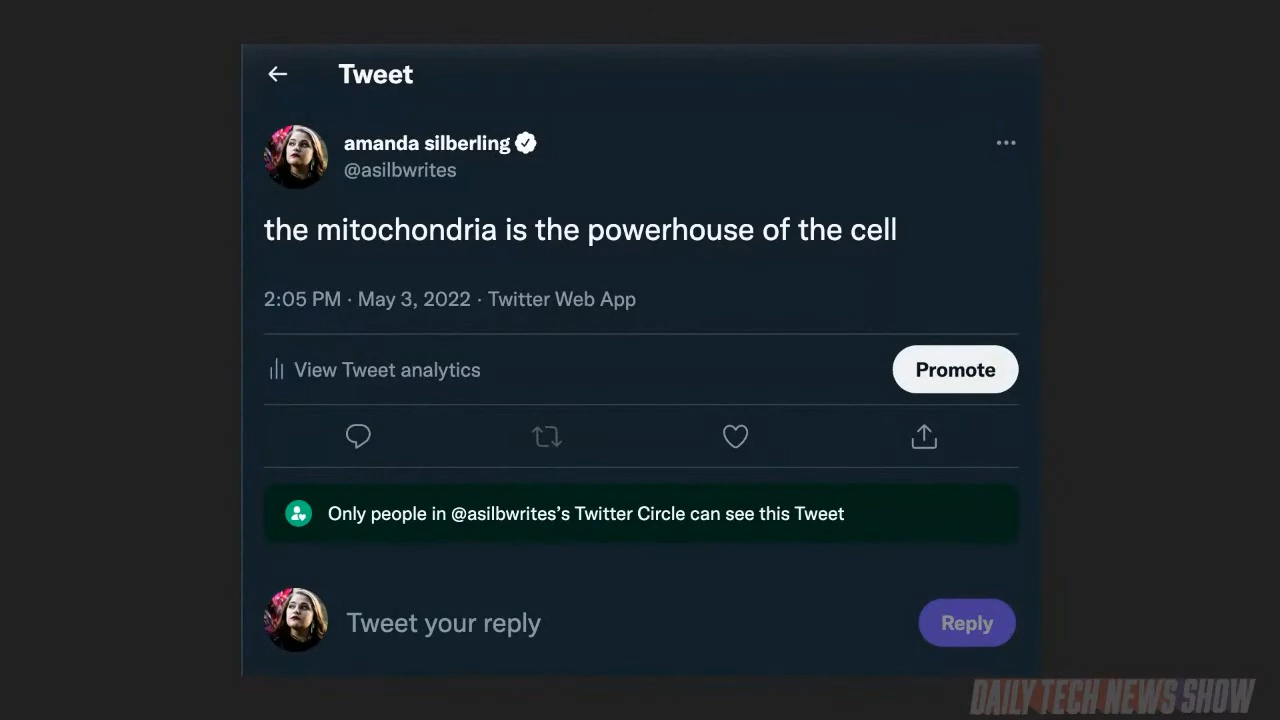 Tweet
amanda silberling
@asilbwrites
the mitochondria is the powerhouse of the cell
2:05 PM · May 3, 2022 · Twitter Web App
View Tweet analytics
Promote
Only people in @asilbwrites’s Twitter Circle can see this Tweet
Tweet your reply
Reply
DAILY TECH NEWS SHOW